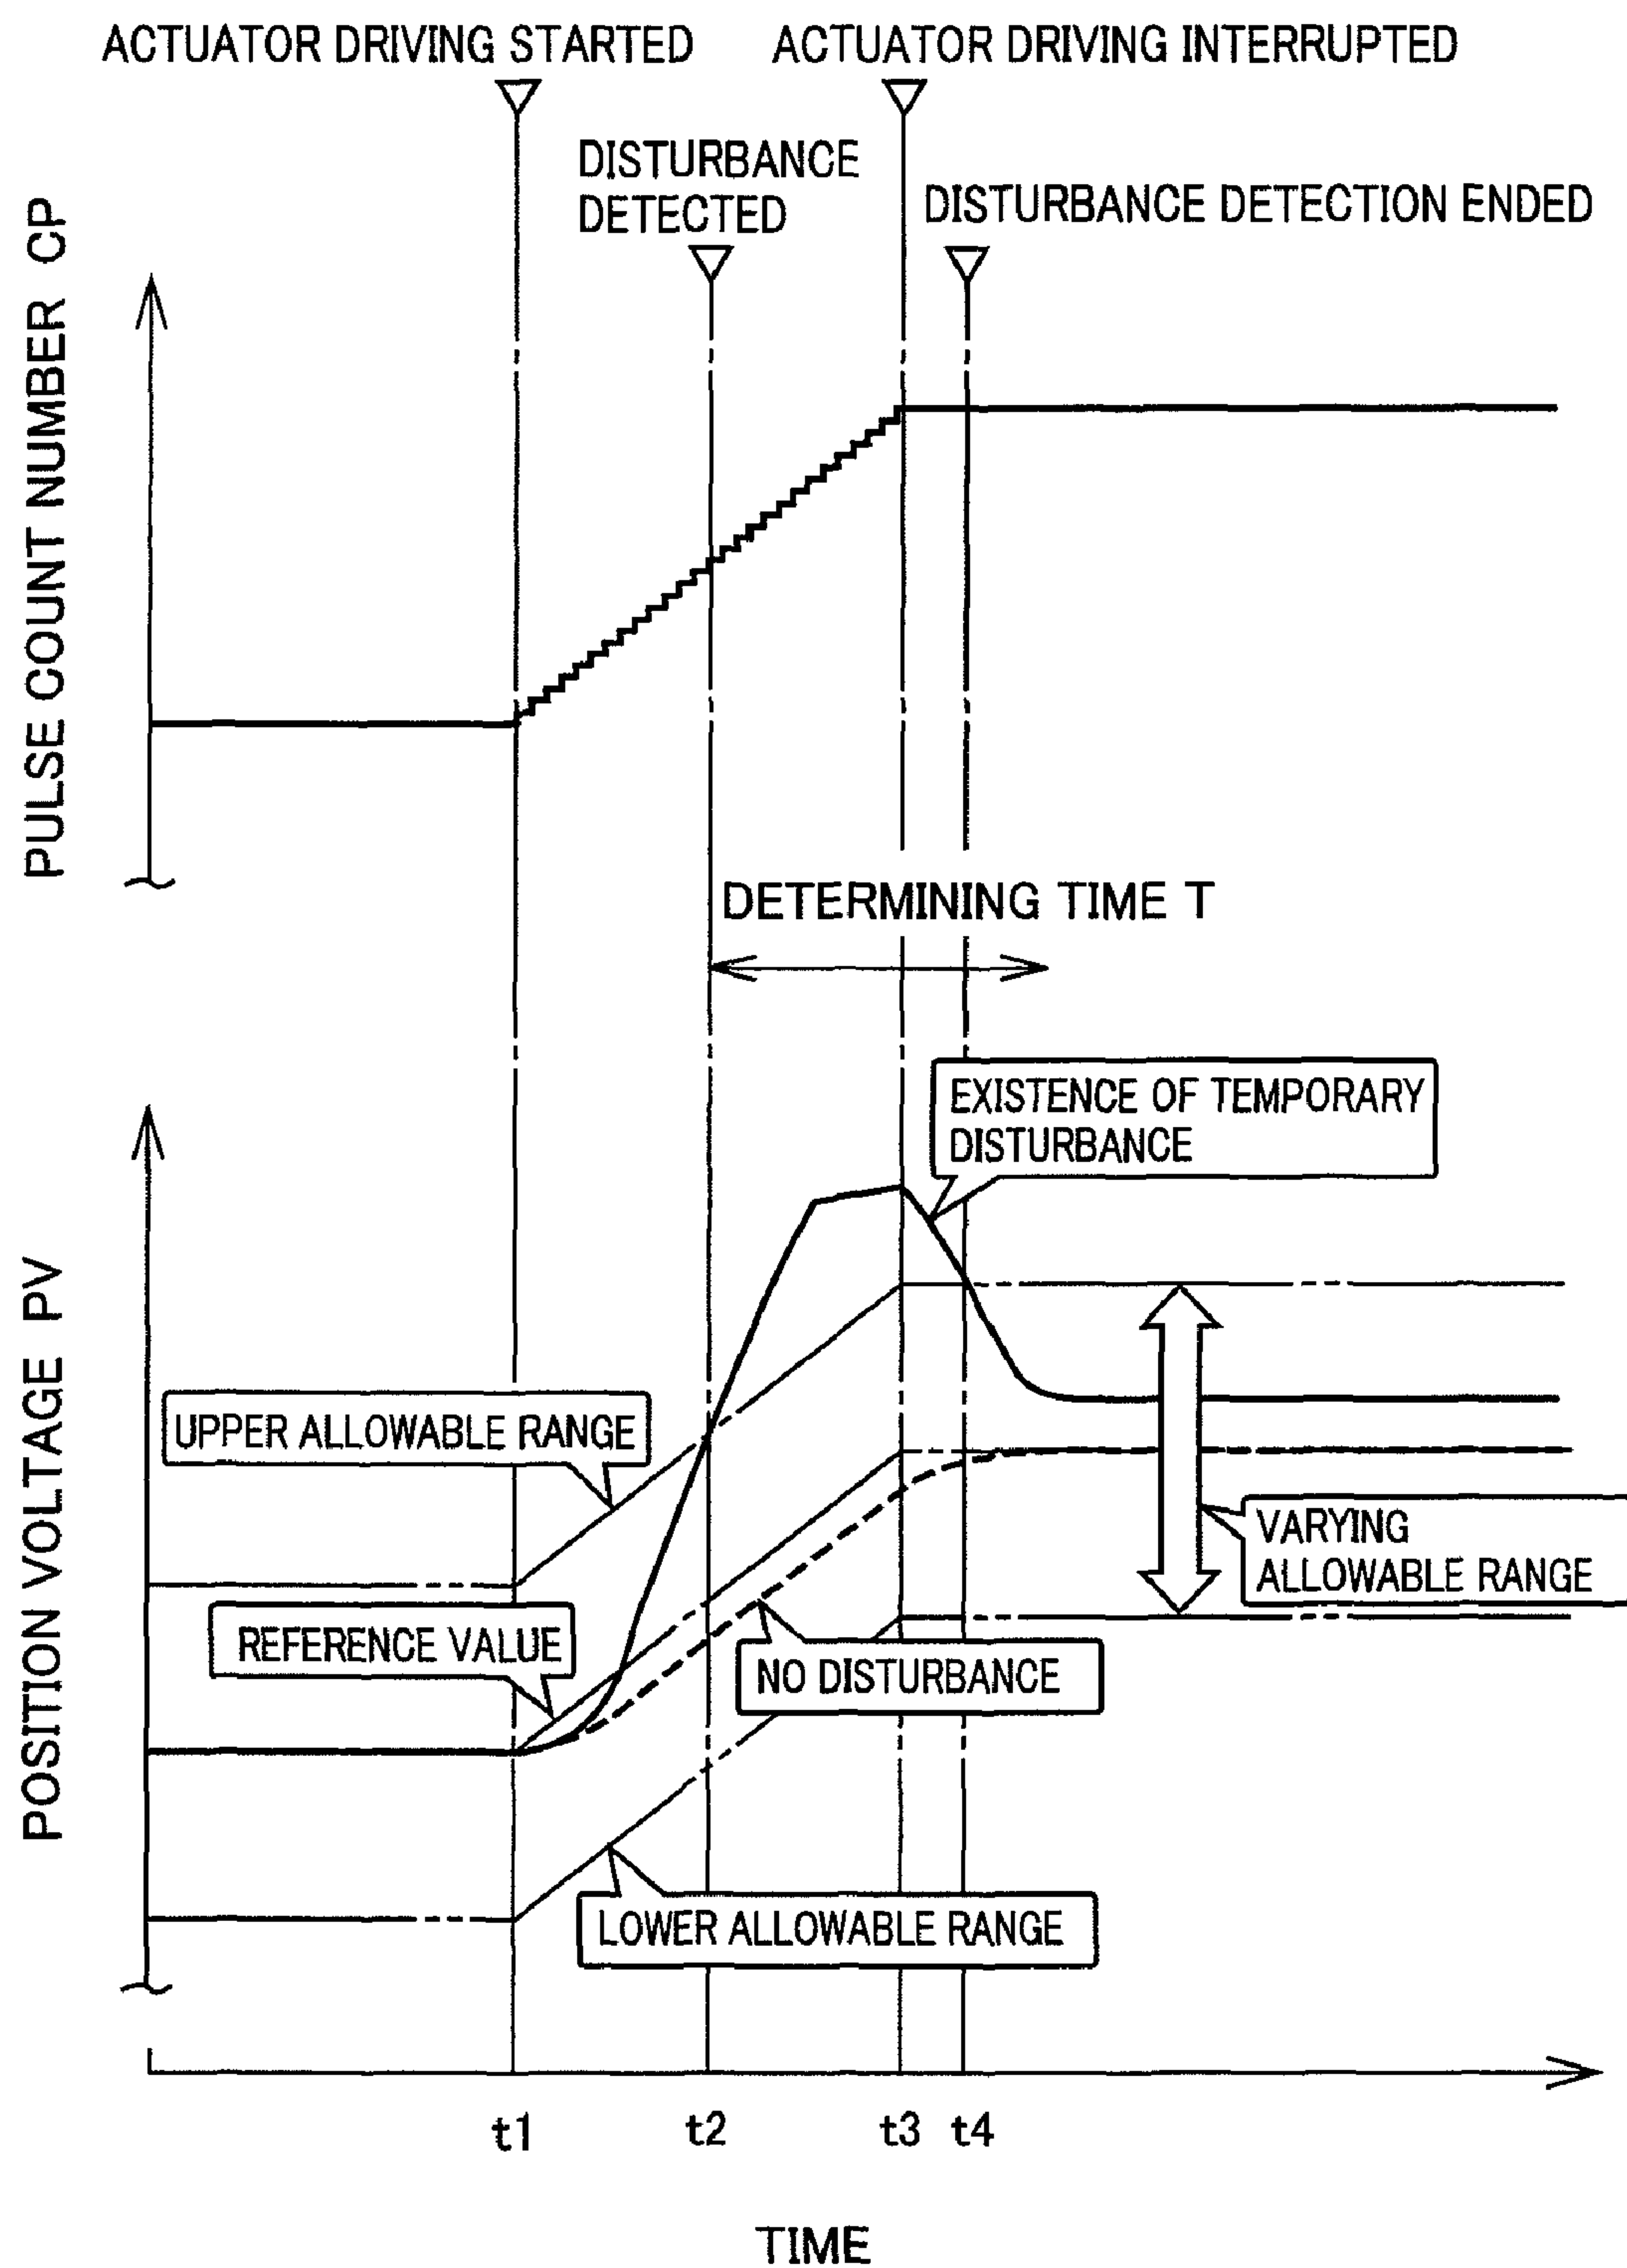 ACTUATOR DRIVING STARTED
ACTUATOR DRIVING INTERRUPTED
DISTURBANCE
DETECTED
DISTURBANCE DETECTION ENDED
PULSE COUNT NUMBER CP
DETERMINING TIME T
EXISTENCE OF TEMPORARY
DISTURBANCE
POSITION VOLTAGE PV
UPPER ALLOWABLE RANGE
VARYING
ALLOWABLE RANGE
REFERENCE VALUE
NO DISTURBANCE
LOWER ALLOWABLE RANGE
t1
t2
t3
t4
TIME